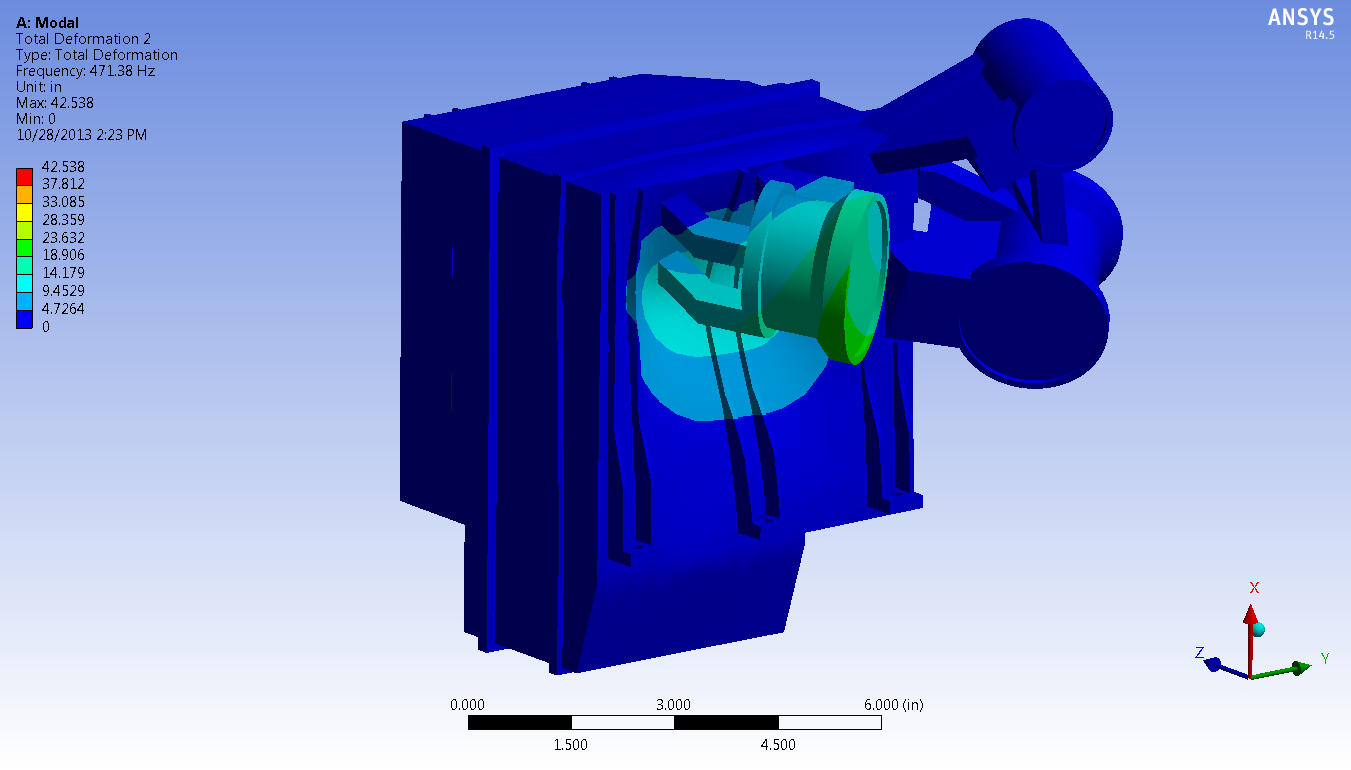 A: Modal
Total Deformation 2
Type: Total Deformation
Frequency: 471.38 Hz
Unit: in
Max: 42.538
Min: 0
10/28/2013 2:23 PM
42.538
37.812
33.085
28.359
23.632
18.906
14.179
9.4529
4.7264
0
ANSYS
R14.5
0.000 3.000 6.000 (in)
1.500 4.500
X
Z
Y